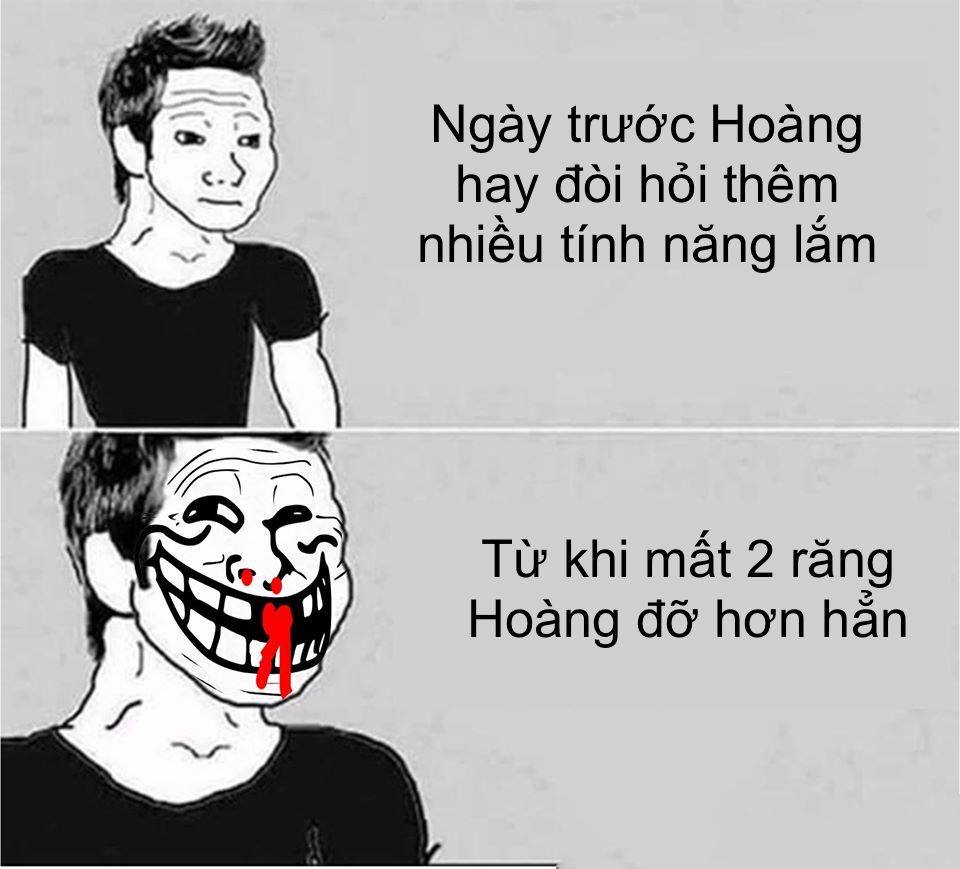 Ngày trước Hoàng
hay đòi hỏi thêm
nhiều tính năng lắm
Từ khi mất 2 răng
Hoàng đỡ hơn hẳn